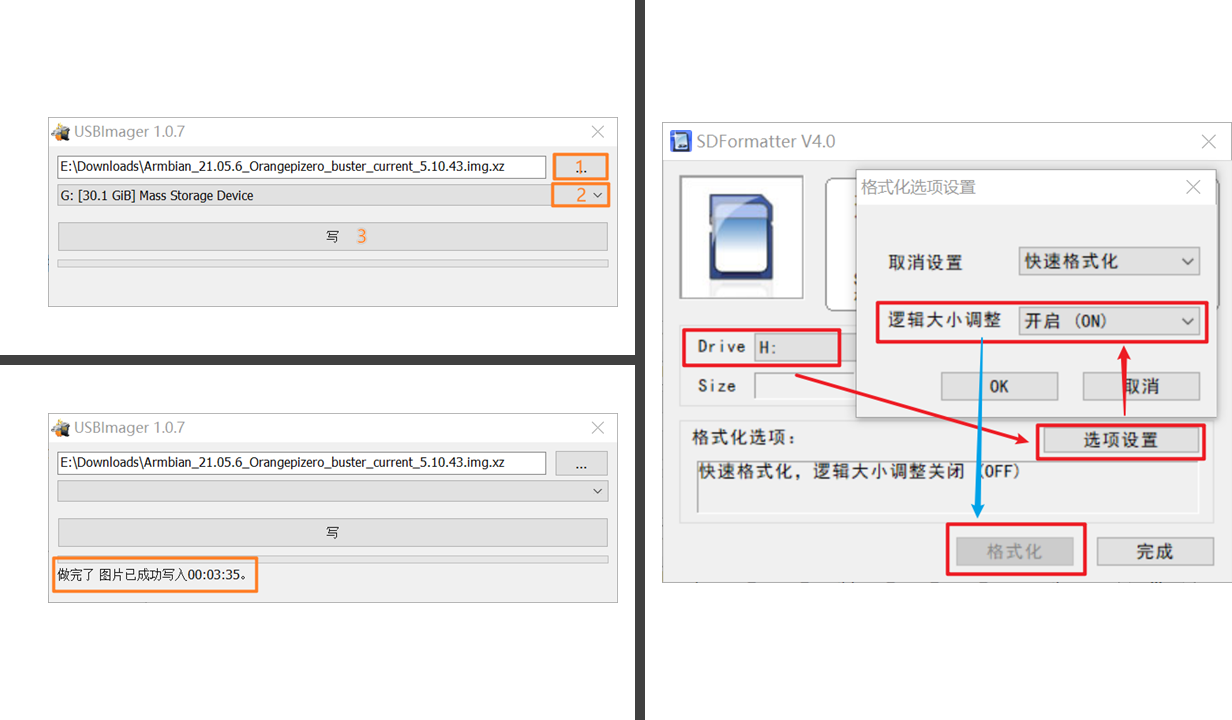 USBImager 1.0.7
E:\Downloads\Armbian_21.05.6_Orangepizero_buster_current_5.10.43.img.xz
1
...
G: [30.1 GiB] Mass Storage Device
2
写 3
USBImager 1.0.7
E:\Downloads\Armbian_21.05.6_Orangepizero_buster_current_5.10.43.img.xz
...
写
做完了 图片已成功写入00:03:35。
SDFormatter V4.0
格式化选项设置
取消设置 快速格式化
逻辑大小调整 开启 (ON)
OK 取消
Drive H:
Size
格式化选项: 选项设置
快速格式化, 逻辑大小调整关闭 (OFF)
格式化 完成